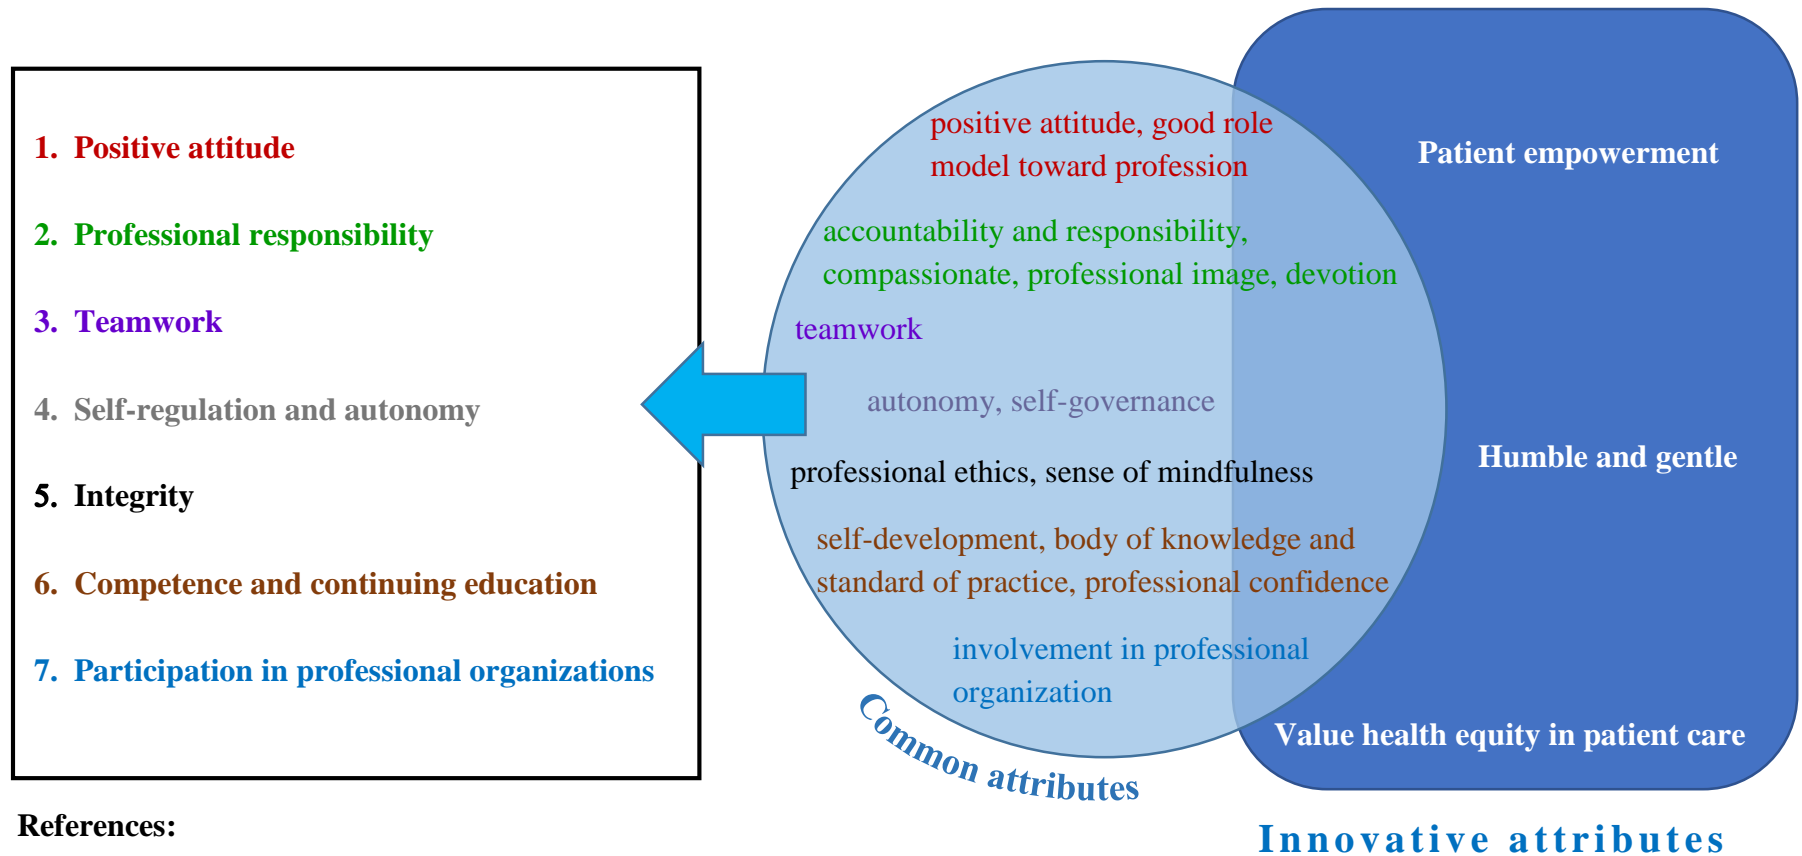 1. Positive attitude
2. Professional responsibility
3. Teamwork
4. Self-regulation and autonomy
5. Integrity
6. Competence and continuing education
7. Participation in professional organizations
References:
positive attitude, good role
model toward profession
accountability and responsibility,
compassionate, professional image, devotion
teamwork
autonomy, self-governance
professional ethics, sense of mindfulness
self-development, body of knowledge and
standard of practice, professional confidence
involvement in professional
organization
Common attributes
Patient empowerment
Humble and gentle
Value health equity in patient care
Innovative attributes